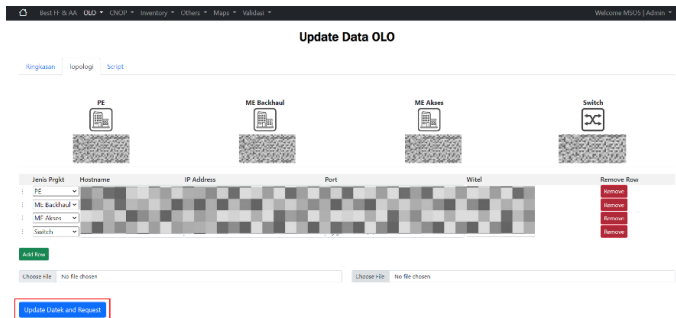 Best FF & AA OLO CNOP Inventory Others Maps Validasi Welcome MSOS | Admin
Update Data OLO
Ringkasan Topologi Script
PE ME Backhaul ME Akses Switch
Jenis Prgkt Hostname IP Address Port Witel Remove Row
PE Remove
ME Backhaul Remove
ME Akses Remove
Switch Remove
Add Row
Choose File No file chosen Choose File No file chosen
Update Datek and Request